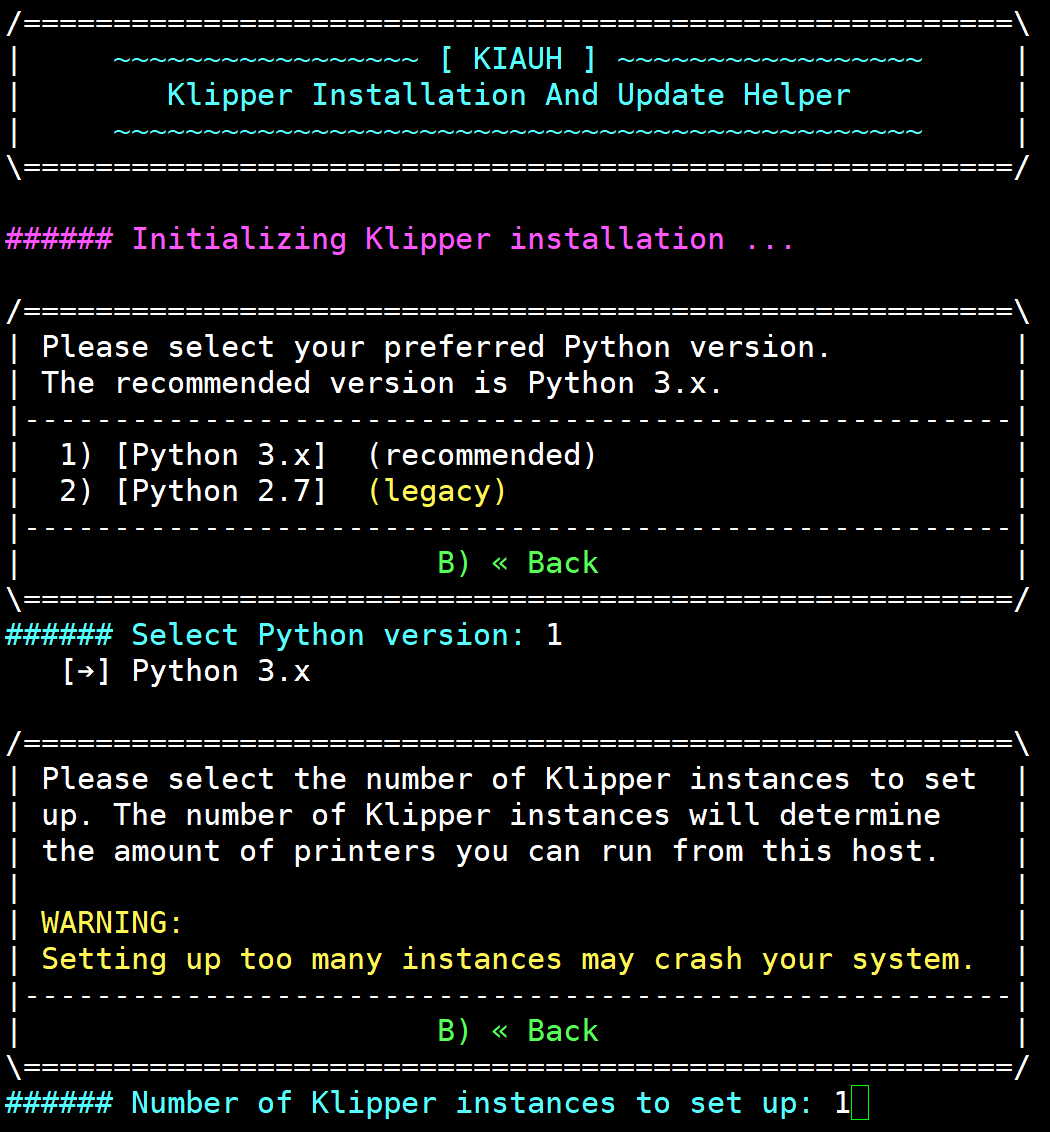 /=======================================================\
|     ~~~~~~~~~~~~~~~~~ [ KIAUH ] ~~~~~~~~~~~~~~~~~     |
|        Klipper Installation And Update Helper         |
|     ~~~~~~~~~~~~~~~~~~~~~~~~~~~~~~~~~~~~~~~~~~~~~     |
\=======================================================/
###### Initializing Klipper installation ...
/=======================================================\
| Please select your preferred Python version.          |
| The recommended version is Python 3.x.                |
|-------------------------------------------------------|
|  1) [Python 3.x]  (recommended)                       |
|  2) [Python 2.7]  (legacy)                            |
|-------------------------------------------------------|
|                       B) « Back                       |
\=======================================================/
###### Select Python version: 1
   [➔] Python 3.x
/=======================================================\
| Please select the number of Klipper instances to set  |
| up. The number of Klipper instances will determine    |
| the amount of printers you can run from this host.    |
|                                                       |
| WARNING:                                              |
| Setting up too many instances may crash your system.  |
|-------------------------------------------------------|
|                       B) « Back                       |
\=======================================================/
###### Number of Klipper instances to set up: 1